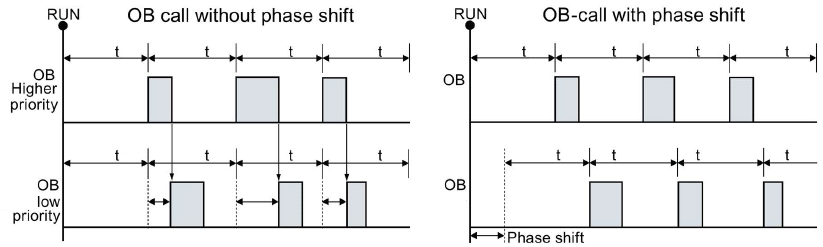 RUN
OB call without phase shift
t
t
t
t
OB
Higher
priority
t
t
t
t
OB
low
priority
RUN
OB-call with phase shift
t
t
t
t
OB
t
t
t
t
OB
Phase shift